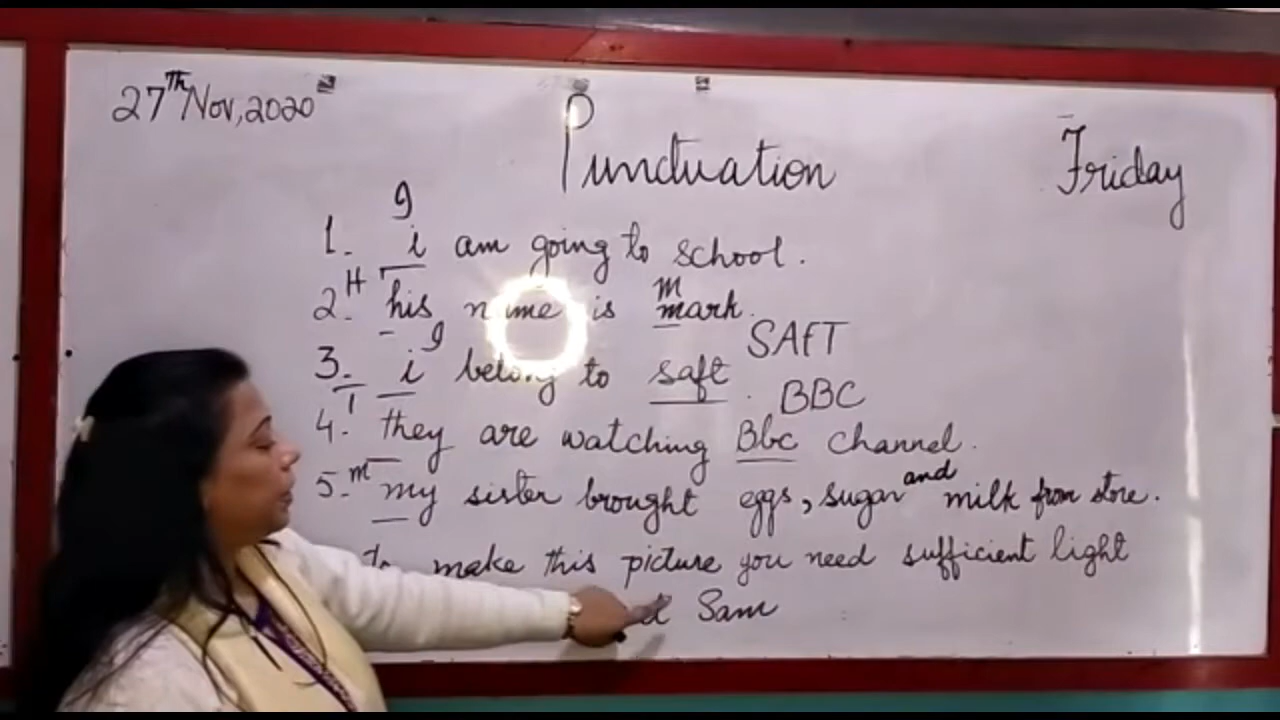 27Th Nov, 2020
Punctuation
Friday
I
1. i am going to school.
H m
2. his name is mark.
I SAFT
3. i belong to saft.
T BBC
4. they are watching Bbc channel.
m and
5. my sister brought eggs, sugar milk from store.
to make this picture you need sufficient light
Sam